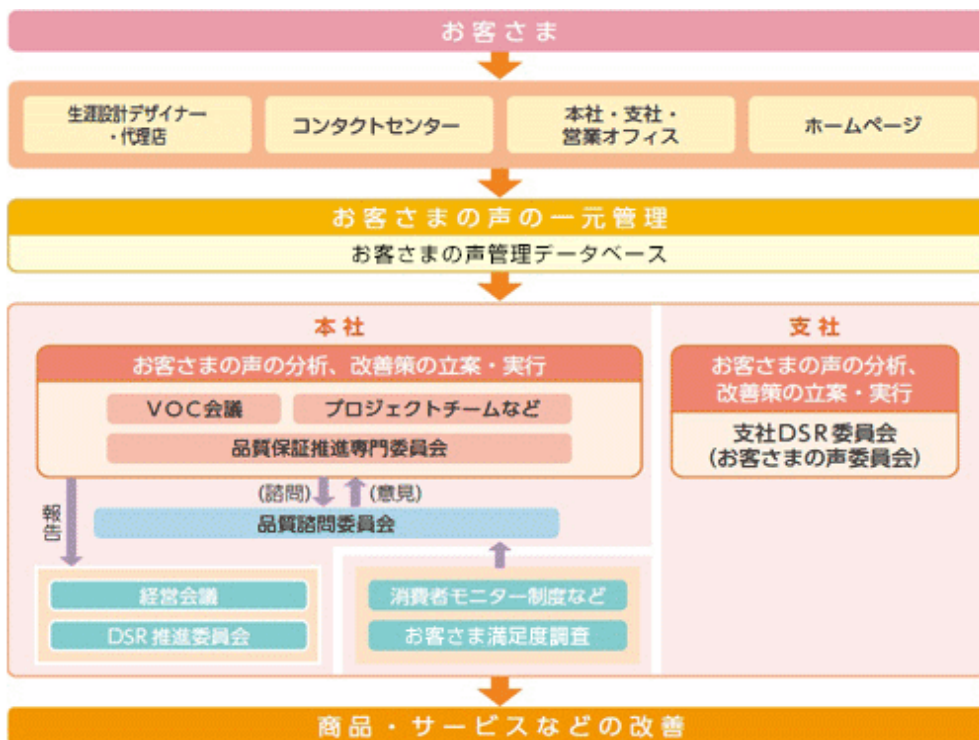 お客さま
生涯設計デザイナー
・代理店
コンタクトセンター
本社・支社・
営業オフィス
ホームページ
お客さまの声の一元管理
お客さまの声管理データベース
本社
お客さまの声の分析、改善策の立案・実行
VOC会議
プロジェクトチームなど
品質保証推進専門委員会
(諮問)
(意見)
報告
品質諮問委員会
経営会議
DSR推進委員会
消費者モニター制度など
お客さま満足度調査
支社
お客さまの声の分析、
改善策の立案・実行
支社DSR委員会
(お客さまの声委員会)
商品・サービスなどの改善